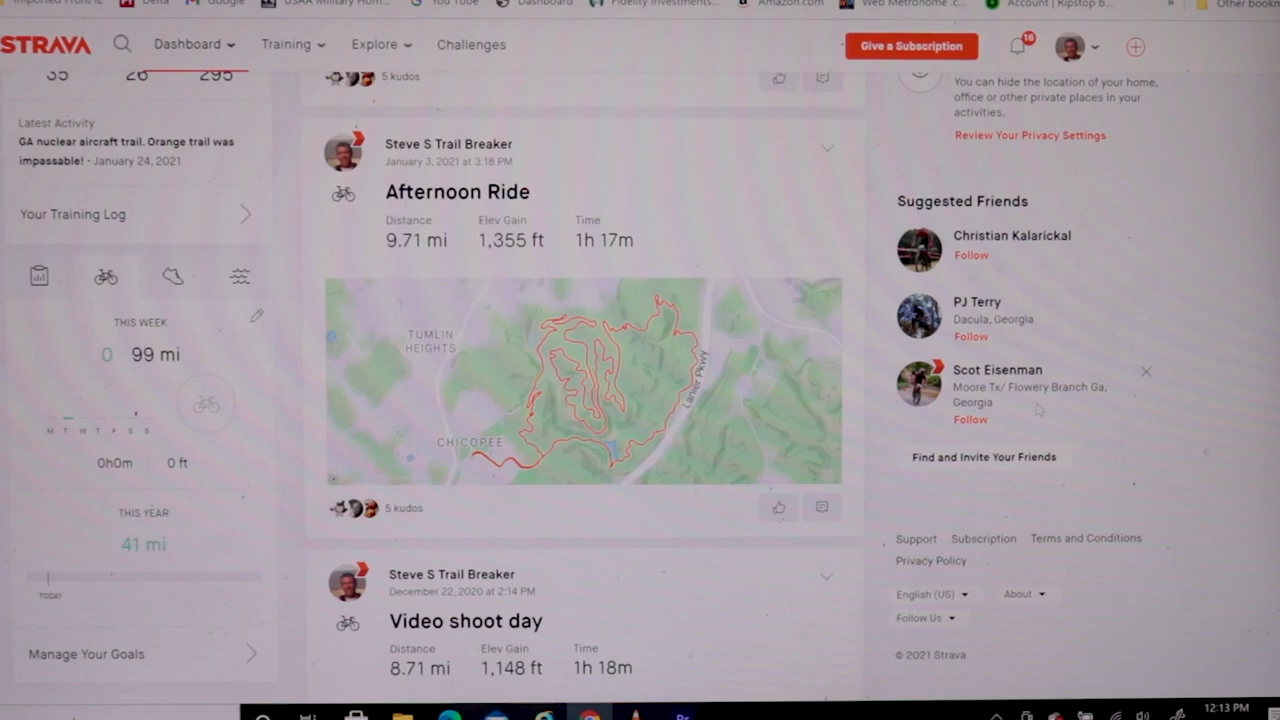 Delta
Google
You Tube
Dashboard
Fidelity Investments...
Amazon.com
Web Metronome
Account | Ripstop b...
»
STRAVA
Dashboard
Training
Explore
Challenges
Give a Subscription
16
35 26 295
Latest Activity
GA nuclear aircraft trail. Orange trail was
impassable! - January 24, 2021
Your Training Log
THIS WEEK
0 99 mi
M T W T F S S
0h0m 0 ft
THIS YEAR
41 mi
TODAY
Manage Your Goals
5 kudos
Steve S Trail Breaker
January 3, 2021 at 3:18 PM
Afternoon Ride
Distance Elev Gain Time
9.71 mi 1,355 ft 1h 17m
TUMLIN
HEIGHTS
CHICOPEE
Lanier Pkwy
5 kudos
Steve S Trail Breaker
December 22, 2020 at 2:14 PM
Video shoot day
Distance Elev Gain Time
8.71 mi 1,148 ft 1h 18m
You can hide the location of your home,
office or other private places in your
activities.
Review Your Privacy Settings
Suggested Friends
Christian Kalarickal
Follow
PJ Terry
Dacula, Georgia
Follow
Scot Eisenman
Moore Tx/ Flowery Branch Ga,
Georgia
Follow
Find and Invite Your Friends
Support Subscription Terms and Conditions
Privacy Policy
English (US) About
Follow Us
© 2021 Strava
12:13 PM